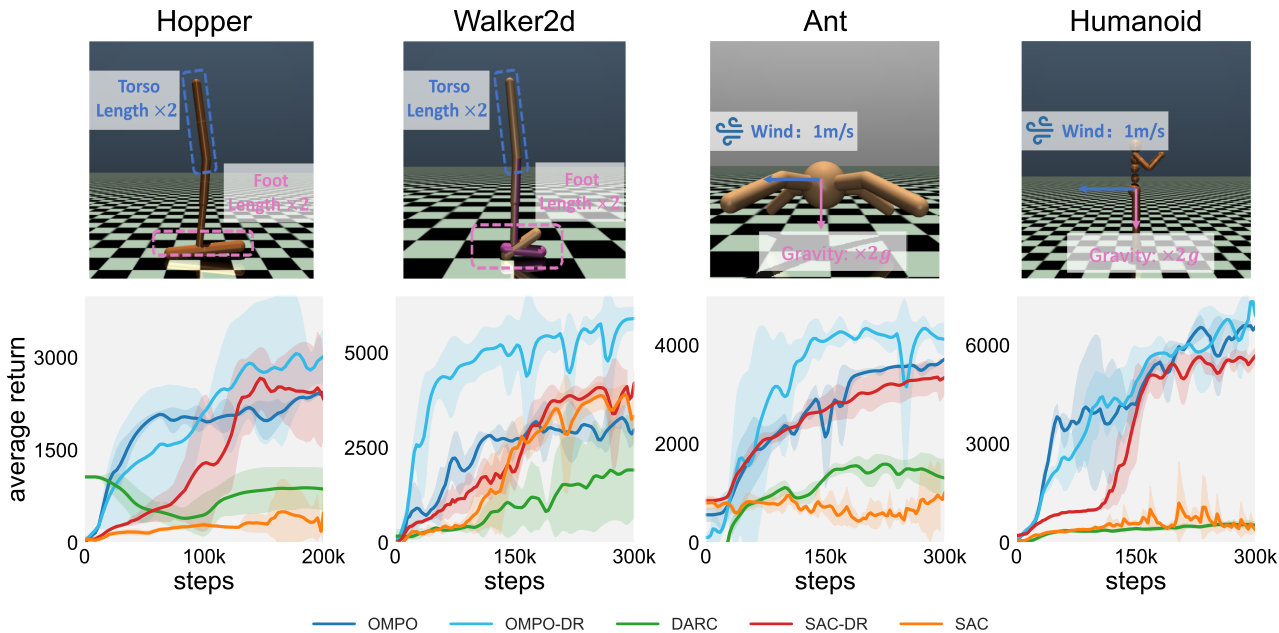 Hopper
Walker2d
Ant
Humanoid
Torso
Length ×2
Foot
Length ×2
Torso
Length ×2
Foot
Length ×2
Wind： 1m/s
Gravity: ×2g
Wind： 1m/s
Gravity: ×2g
average return
3000
1500
0
0
100k
200k
steps
5000
2500
0
0
150k
300k
steps
4000
2000
0
0
150k
300k
steps
6000
3000
0
0
150k
300k
steps
OMPO
OMPO-DR
DARC
SAC-DR
SAC